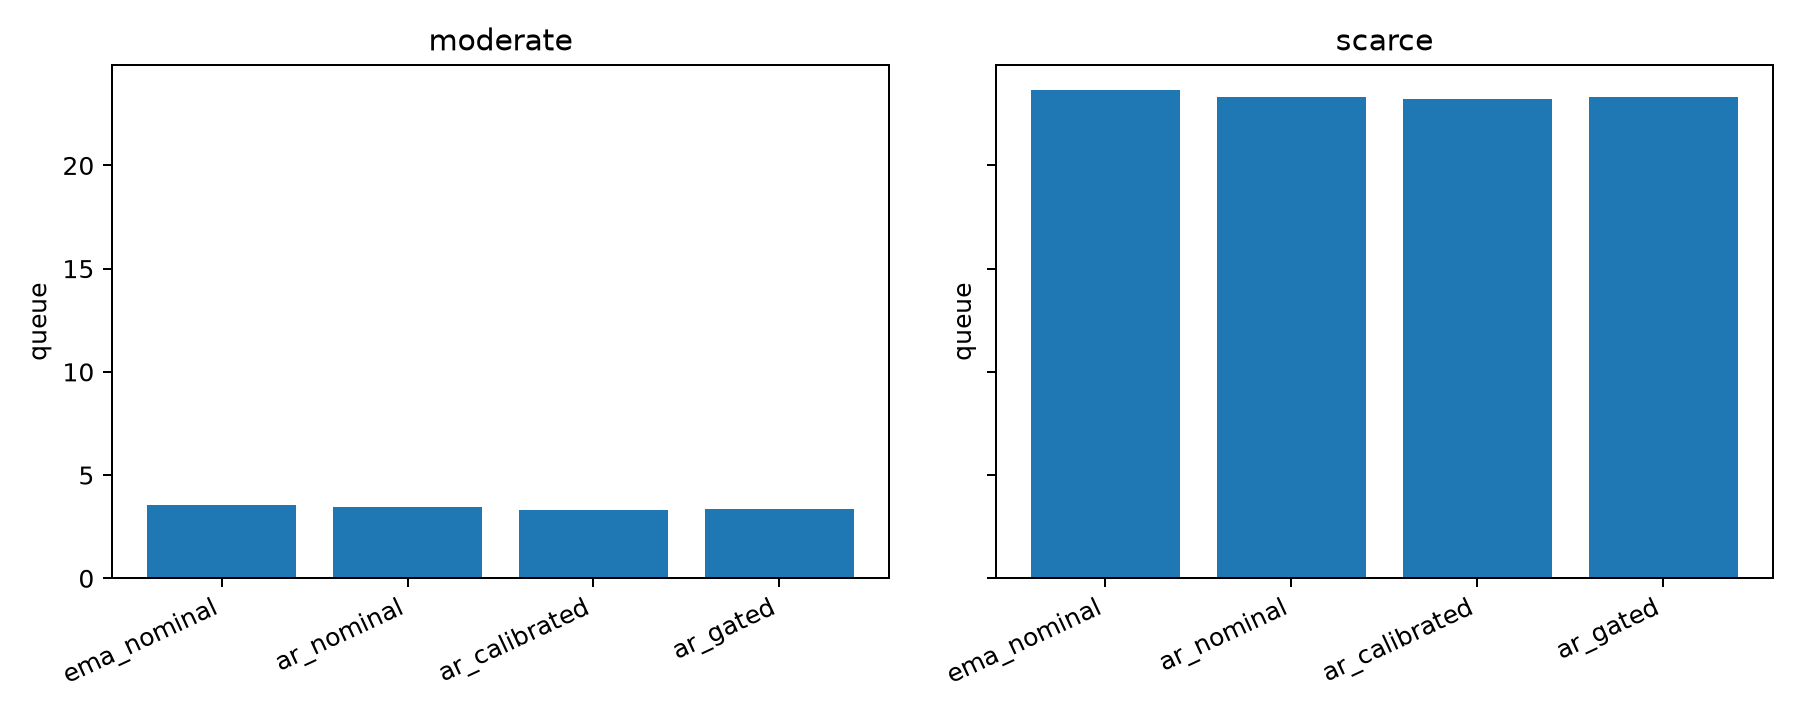 moderate
queue
20
15
10
5
0
ema_nominal
ar_nominal
ar_calibrated
ar_gated
scarce
queue
ema_nominal
ar_nominal
ar_calibrated
ar_gated